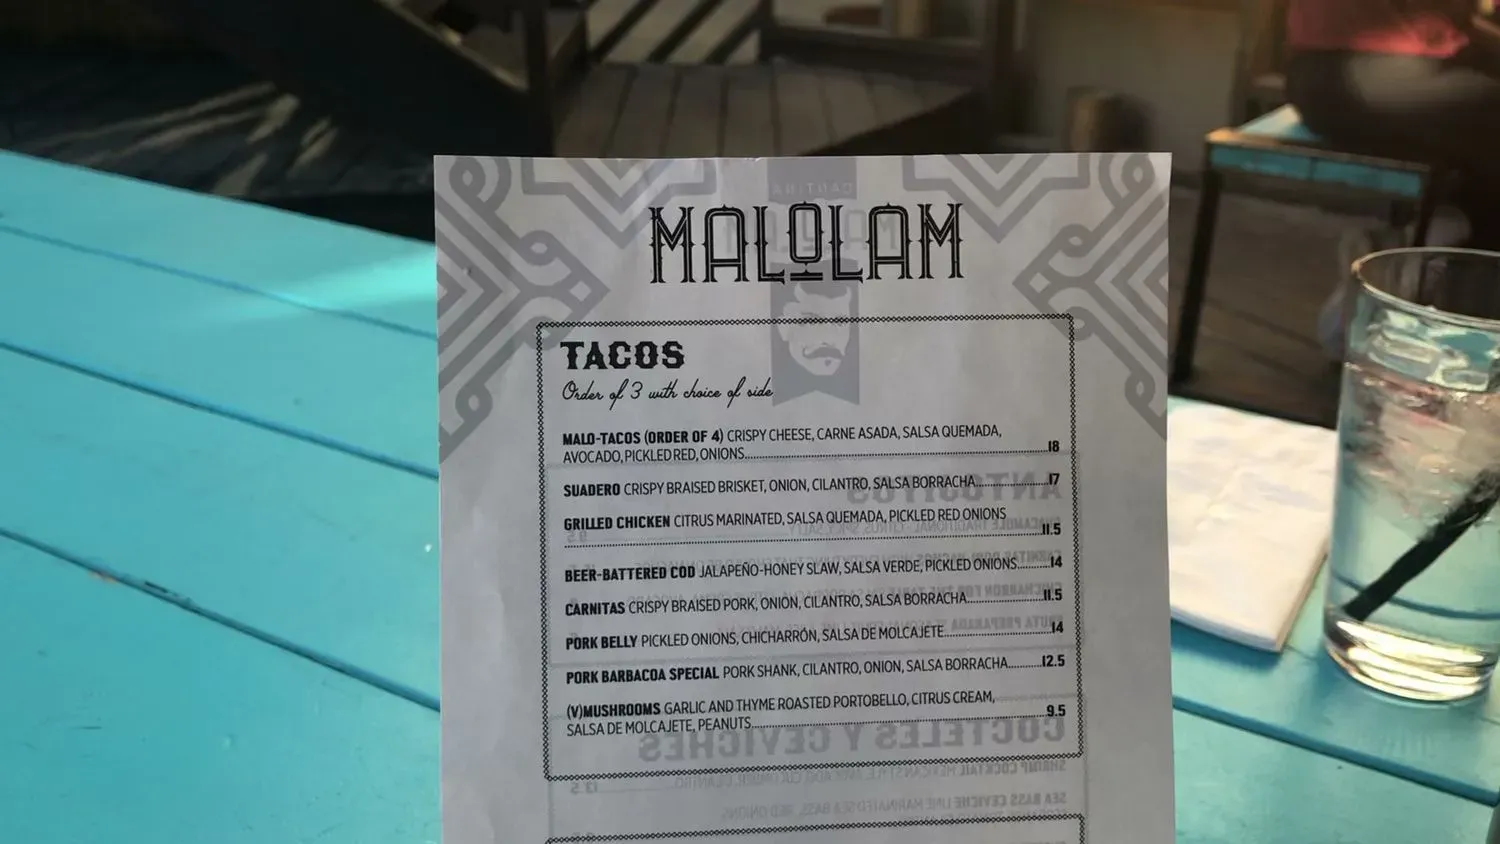 MALOLAM
TACOS
Order of 3 with choice of side
MALO-TACOS (ORDER OF 4) CRISPY CHEESE, CARNE ASADA, SALSA QUEMADA,
AVOCADO, PICKLED RED, ONIONS..........18
SUADERO CRISPY BRAISED BRISKET, ONION, CILANTRO, SALSA BORRACHA..........17
GRILLED CHICKEN CITRUS MARINATED, SALSA QUEMADA, PICKLED RED ONIONS
..........11.5
BEER-BATTERED COD JALAPEÑO-HONEY SLAW, SALSA VERDE, PICKLED ONIONS..........14
CARNITAS CRISPY BRAISED PORK, ONION, CILANTRO, SALSA BORRACHA..........11.5
PORK BELLY PICKLED ONIONS, CHICHARRÓN, SALSA DE MOLCAJETE..........14
PORK BARBACOA SPECIAL PORK SHANK, CILANTRO, ONION, SALSA BORRACHA..........12.5
(V)MUSHROOMS GARLIC AND THYME ROASTED PORTOBELLO, CITRUS CREAM,
SALSA DE MOLCAJETE, PEANUTS..........9.5
ANTOJITOS
COCTELES Y CEVICHES